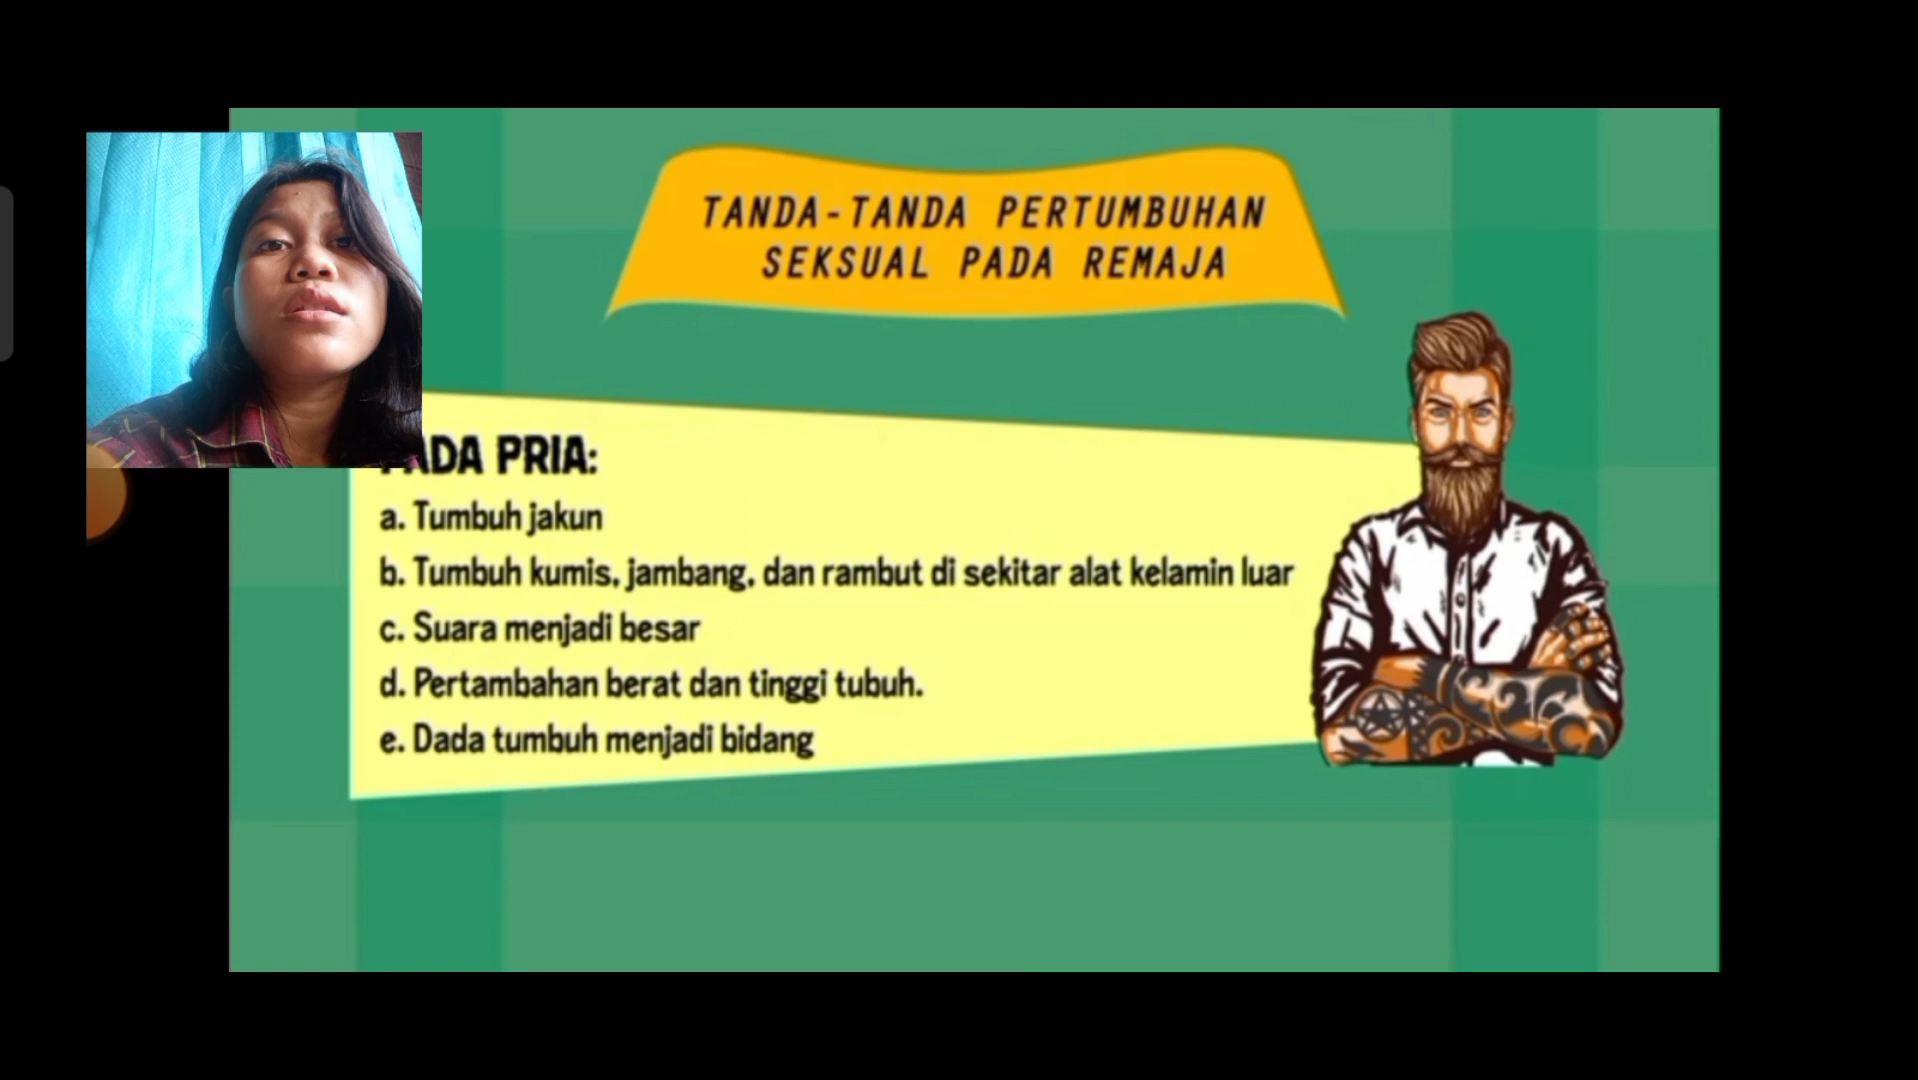 TANDA-TANDA PERTUMBUHAN
SEKSUAL PADA REMAJA
PADA PRIA:
a. Tumbuh jakun
b. Tumbuh kumis, jambang, dan rambut di sekitar alat kelamin luar
c. Suara menjadi besar
d. Pertambahan berat dan tinggi tubuh.
e. Dada tumbuh menjadi bidang